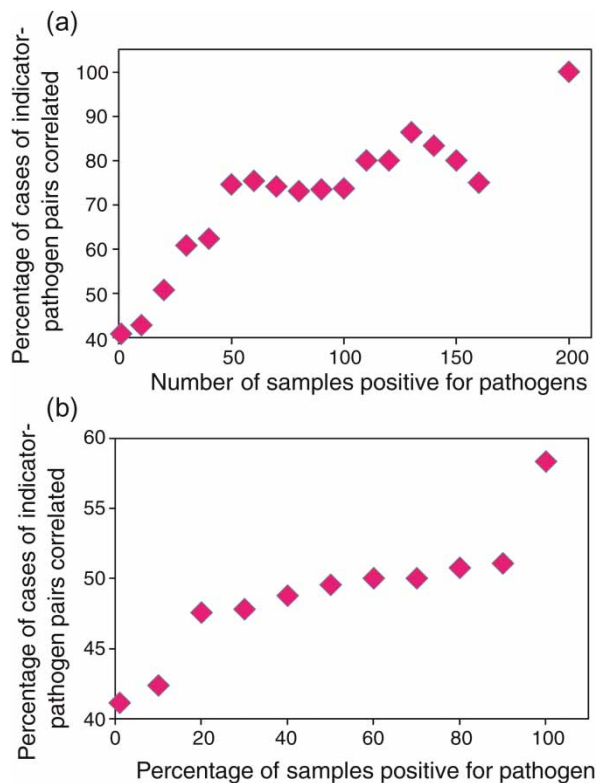 (a)
Percentage of cases of indicator-
pathogen pairs correlated
100
90
80
70
60
50
40
0 50 100 150 200
Number of samples positive for pathogens
(b)
Percentage of cases of indicator-
pathogen pairs correlated
60
55
50
45
40
0 20 40 60 80 100
Percentage of samples positive for pathogen